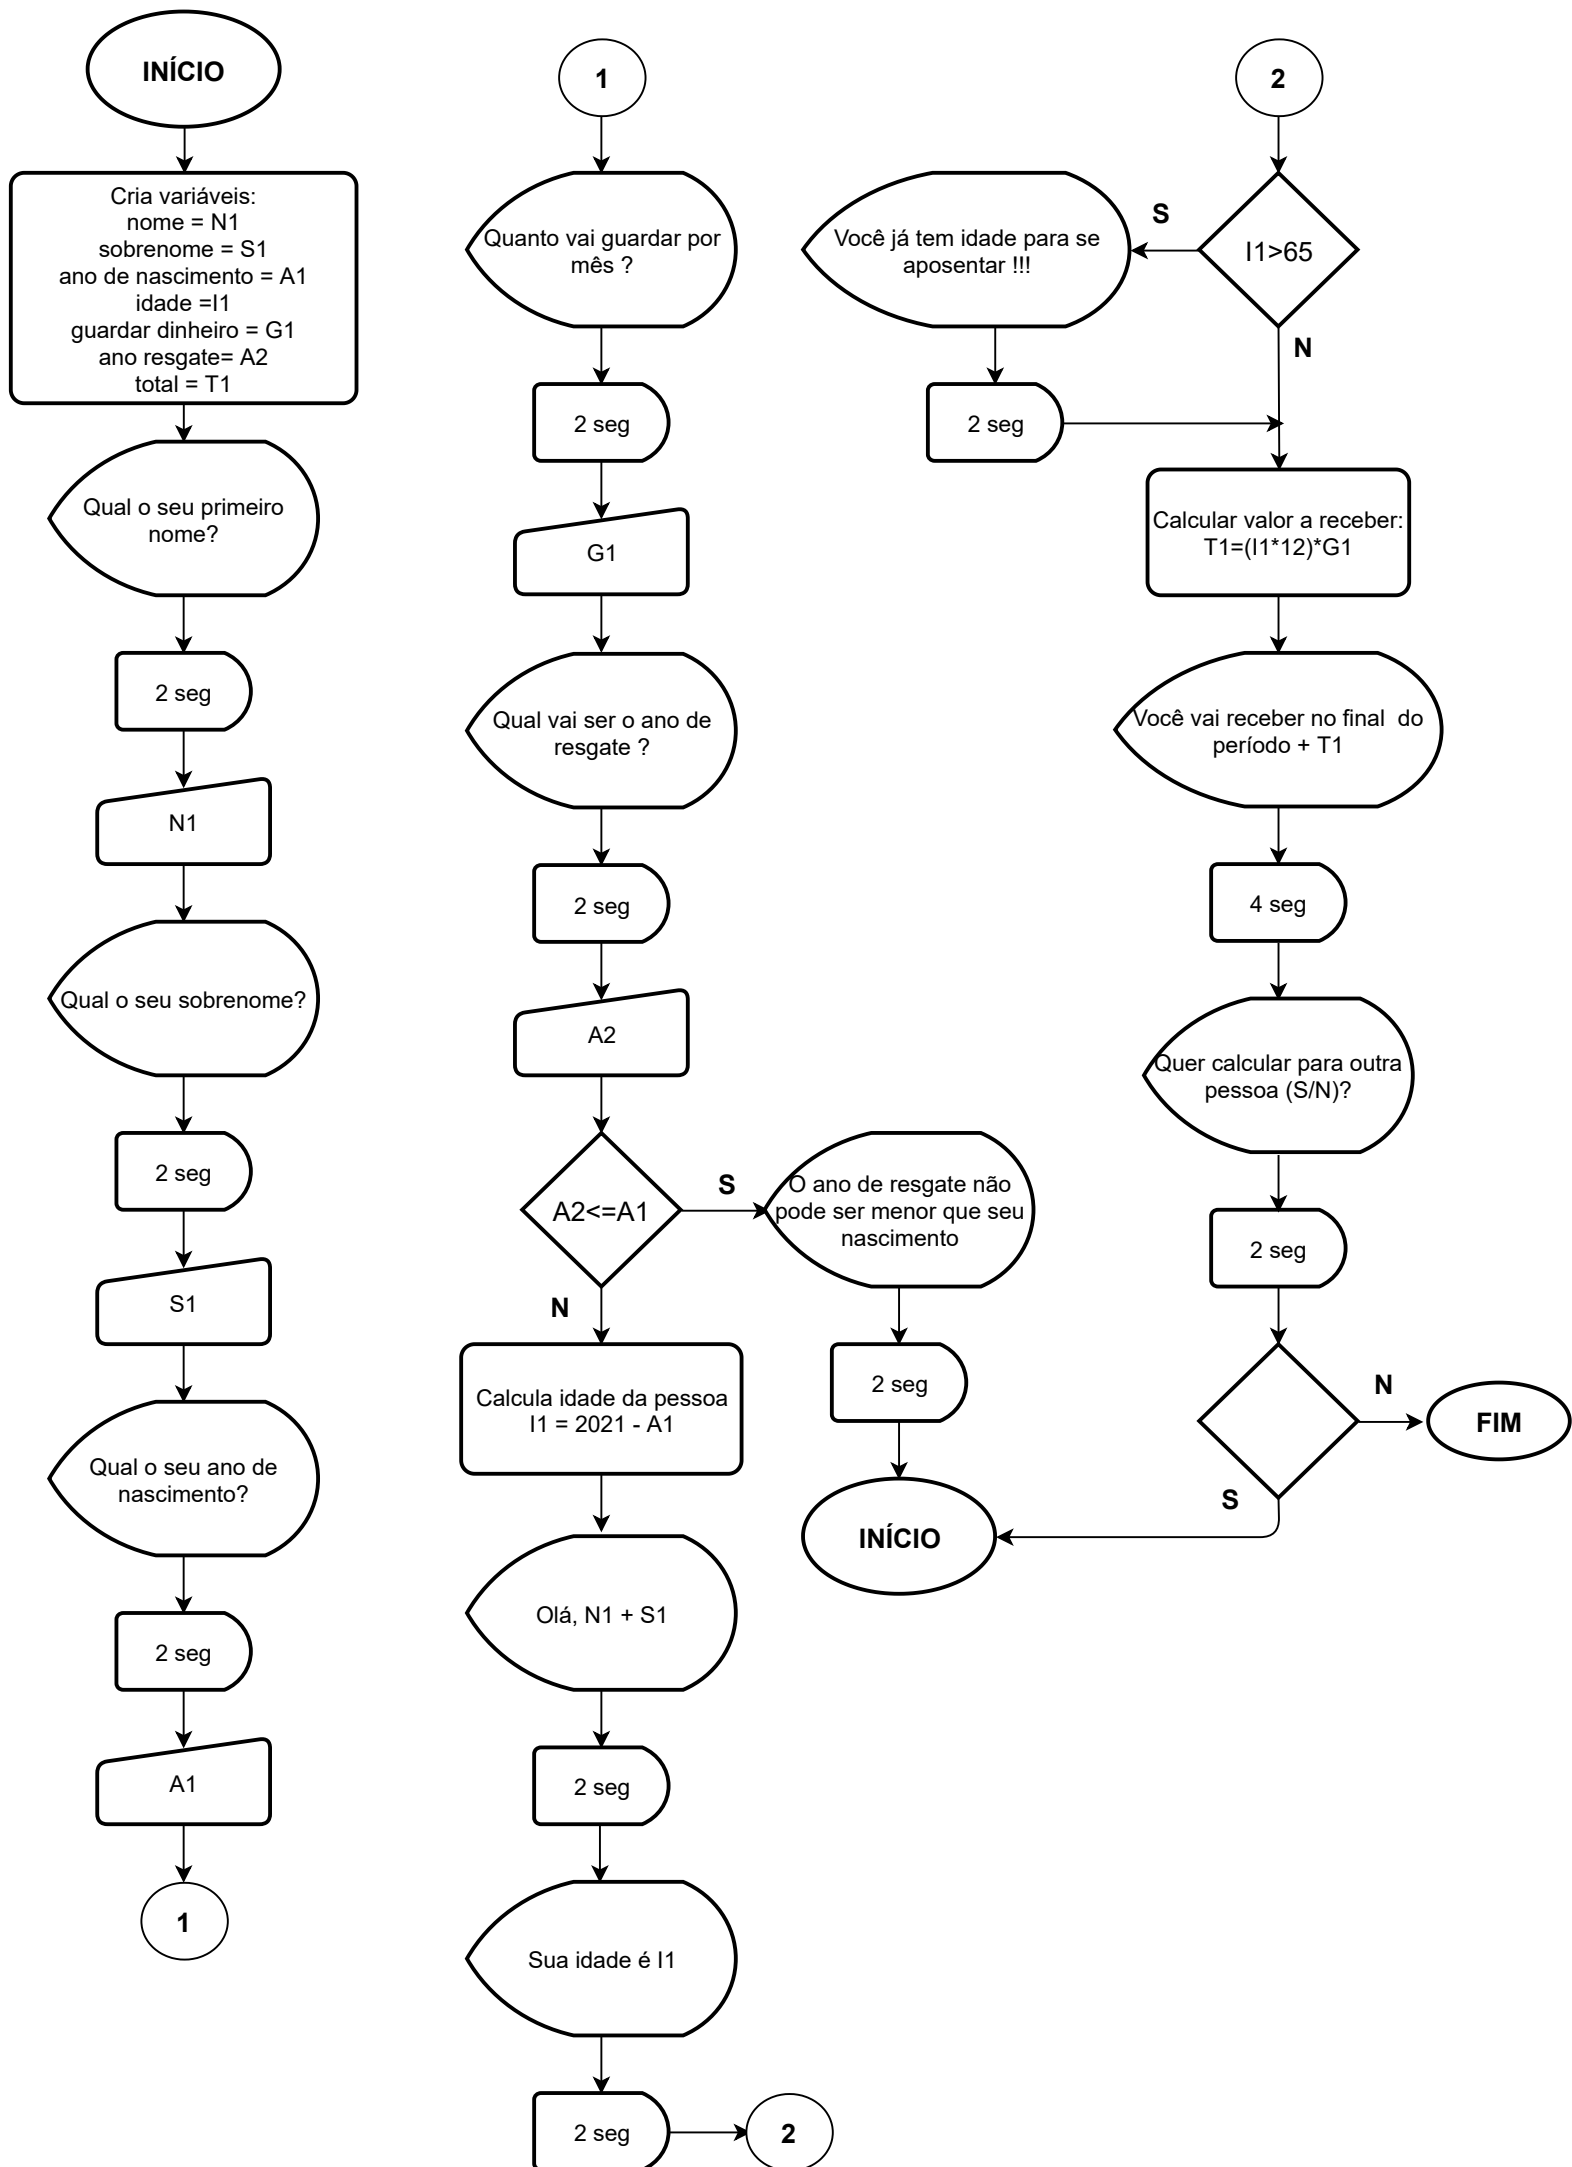 INÍCIO
Cria variáveis:
nome = N1
sobrenome = S1
ano de nascimento = A1
idade =I1
guardar dinheiro = G1
ano resgate= A2
total = T1
Qual o seu primeiro
nome?
2 seg
N1
Qual o seu sobrenome?
2 seg
S1
Qual o seu ano de
nascimento?
2 seg
A1
1
1
Quanto vai guardar por
mês ?
2 seg
G1
Qual vai ser o ano de
resgate ?
2 seg
A2
A2<=A1
S
O ano de resgate não
pode ser menor que seu
nascimento
2 seg
INÍCIO
N
Calcula idade da pessoa
I1 = 2021 - A1
Olá, N1 + S1
2 seg
Sua idade é I1
2 seg
2
2
I1>65
S
Você já tem idade para se
aposentar !!!
2 seg
N
Calcular valor a receber:
T1=(I1*12)*G1
Você vai receber no final  do
período + T1
4 seg
Quer calcular para outra
pessoa (S/N)?
2 seg
N
FIM
S